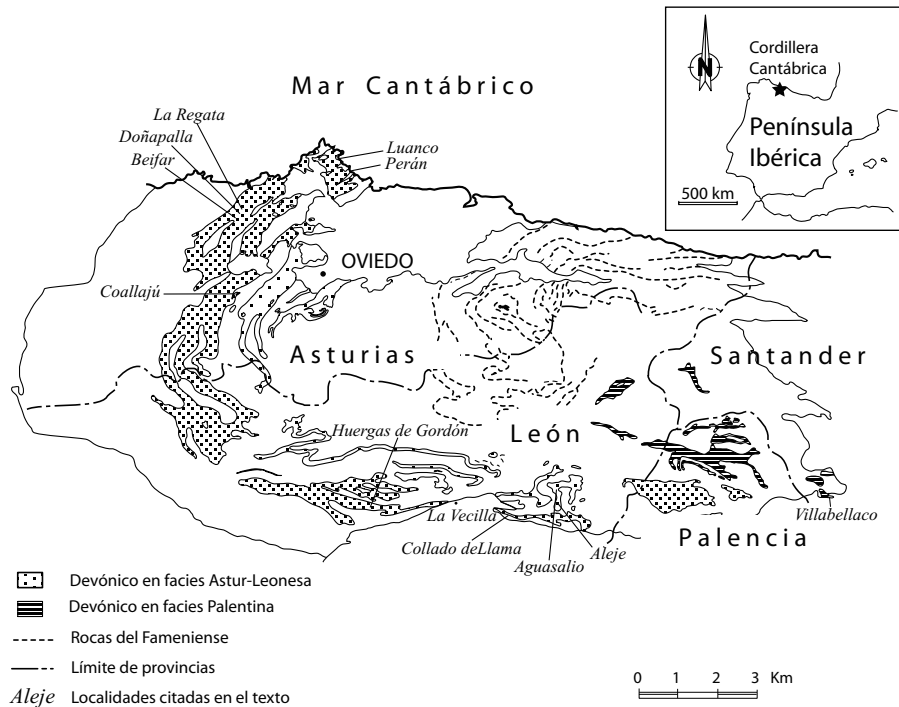 Mar Cantábrico
Cordillera
Cantábrica
N
Península
Ibérica
500 km
La Regata
Doñapalla
Beifar
Luanco
Perán
OVIEDO
Coallajú
Asturias
Santander
León
Huergas de Gordón
La Vecilla
Collado deLlama
Aguasalio
Aleje
Villabellaco
Palencia
Devónico en facies Astur-Leonesa
Devónico en facies Palentina
Rocas del Fameniense
Límite de provincias
Aleje Localidades citadas en el texto
0 1 2 3 Km